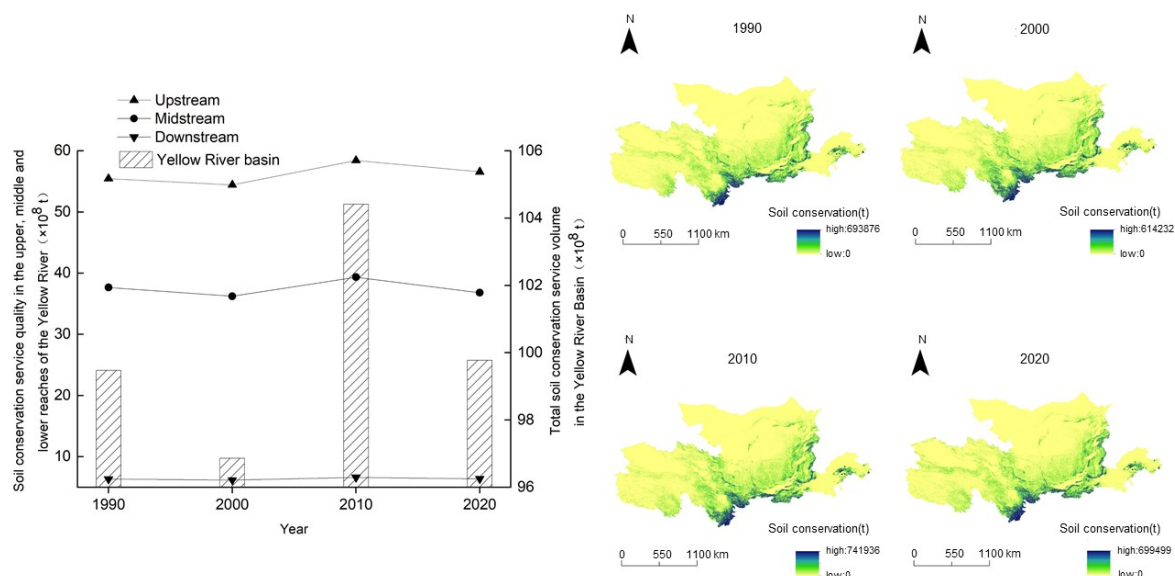 Upstream
Midstream
Downstream
Yellow River basin
Soil conservation service quality in the upper, middle and
lower reaches of the Yellow River（×10⁸ t）
60
50
40
30
20
10
106
104
102
100
98
96
Total soil conservation service volume
in the Yellow River Basin（×10⁸ t）
1990
2000
2010
2020
Year
N
1990
Soil conservation(t)
high:693876
low:0
0
550
1100 km
N
2000
Soil conservation(t)
high:614232
low:0
0
550
1100 km
N
2010
Soil conservation(t)
high:741936
low:0
0
550
1100 km
N
2020
Soil conservation(t)
high:699499
low:0
0
550
1100 km